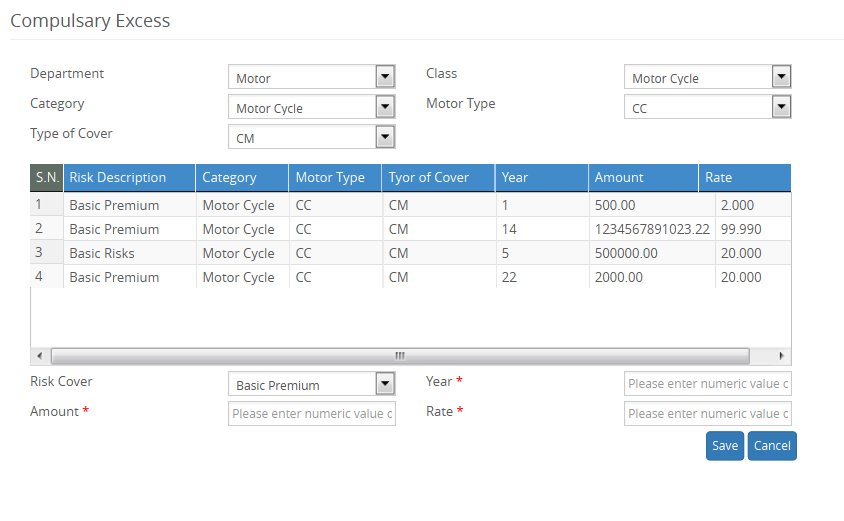 Compulsary Excess
Department Motor Class Motor Cycle
Category Motor Cycle Motor Type CC
Type of Cover CM
S.N. Risk Description Category Motor Type Tyor of Cover Year Amount Rate
1 Basic Premium Motor Cycle CC CM 1 500.00 2.000
2 Basic Premium Motor Cycle CC CM 14 1234567891023.22 99.990
3 Basic Risks Motor Cycle CC CM 5 500000.00 20.000
4 Basic Premium Motor Cycle CC CM 22 2000.00 20.000
Risk Cover Basic Premium Year * Please enter numeric value c
Amount * Please enter numeric value c Rate * Please enter numeric value c
Save Cancel